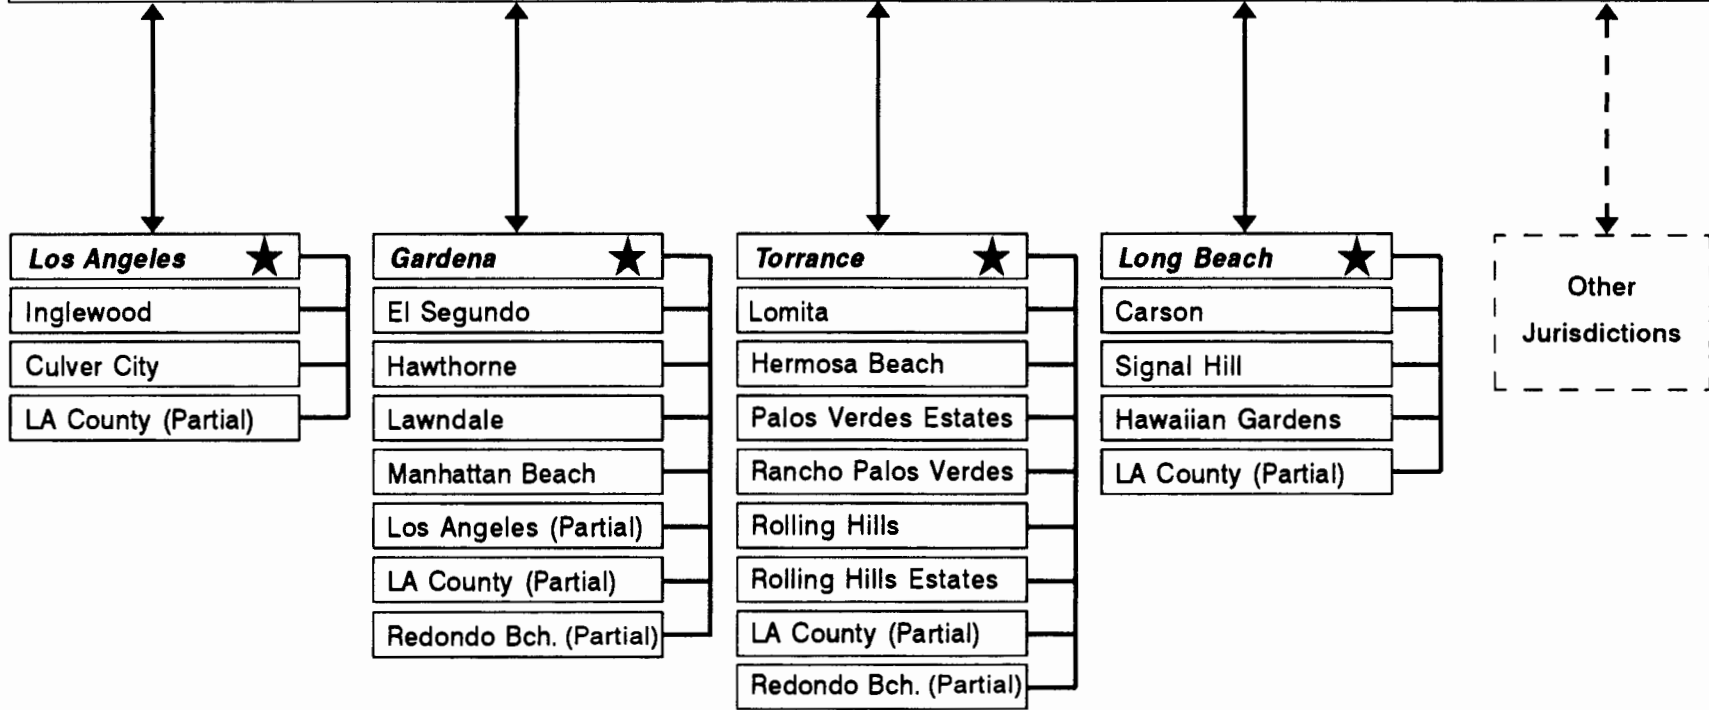 Los Angeles
Inglewood
Culver City
LA County (Partial)
Gardena
El Segundo
Hawthorne
Lawndale
Manhattan Beach
Los Angeles (Partial)
LA County (Partial)
Redondo Bch. (Partial)
Torrance
Lomita
Hermosa Beach
Palos Verdes Estates
Rancho Palos Verdes
Rolling Hills
Rolling Hills Estates
LA County (Partial)
Redondo Bch. (Partial)
Long Beach
Carson
Signal Hill
Hawaiian Gardens
LA County (Partial)
Other
Jurisdictions